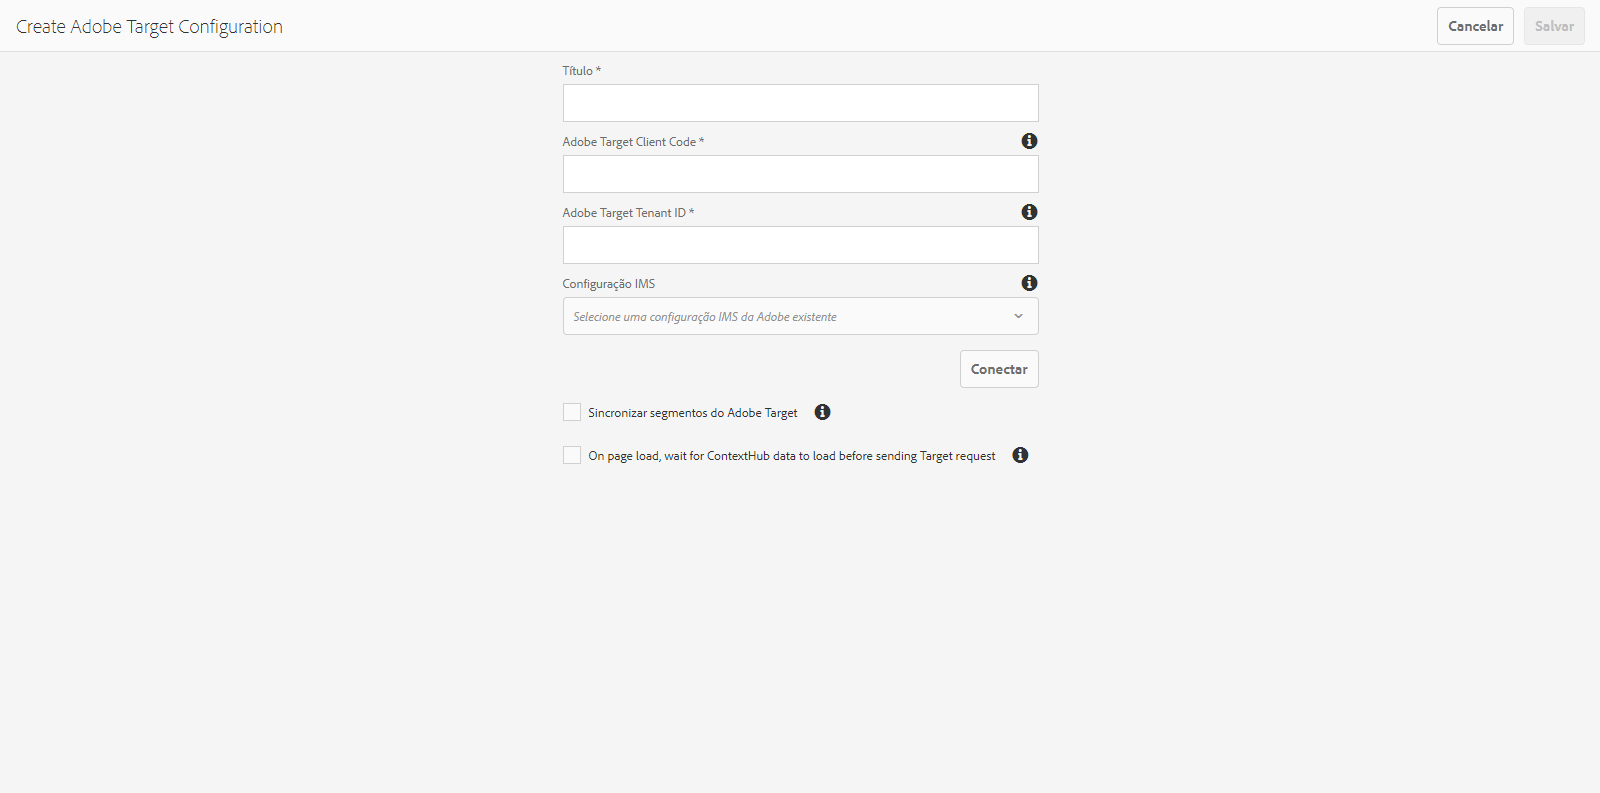 Create Adobe Target Configuration
Cancelar
Salvar
Título *
Adobe Target Client Code *
Adobe Target Tenant ID *
Configuração IMS
Selecione uma configuração IMS da Adobe existente
Conectar
Sincronizar segmentos do Adobe Target
On page load, wait for ContextHub data to load before sending Target request